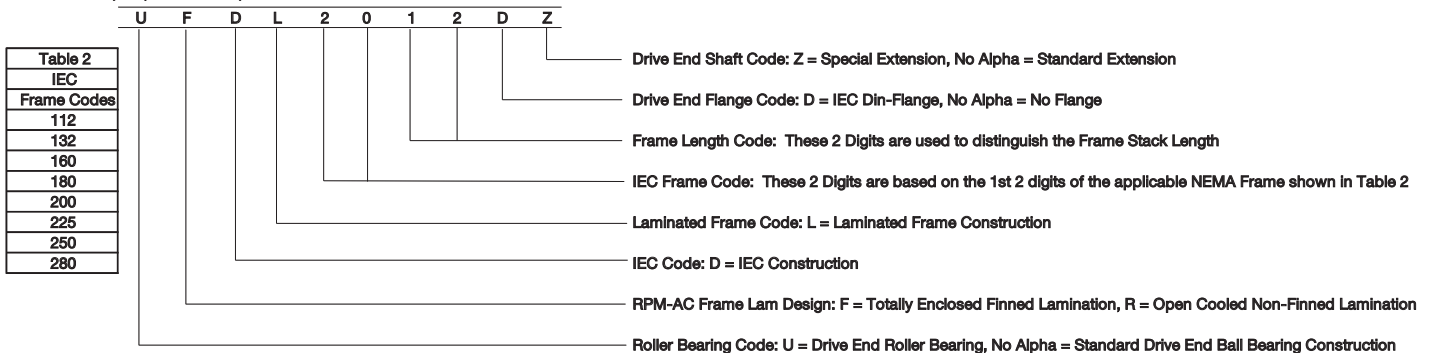 U F D L 2 0 1 2 D Z
Table 2
IEC
Frame Codes
112
132
160
180
200
225
250
280
Drive End Shaft Code: Z = Special Extension, No Alpha = Standard Extension
Drive End Flange Code: D = IEC Din-Flange, No Alpha = No Flange
Frame Length Code: These 2 Digits are used to distinguish the Frame Stack Length
IEC Frame Code: These 2 Digits are based on the 1st 2 digits of the applicable NEMA Frame shown in Table 2
Laminated Frame Code: L = Laminated Frame Construction
IEC Code: D = IEC Construction
RPM-AC Frame Lam Design: F = Totally Enclosed Finned Lamination, R = Open Cooled Non-Finned Lamination
Roller Bearing Code: U = Drive End Roller Bearing, No Alpha = Standard Drive End Ball Bearing Construction